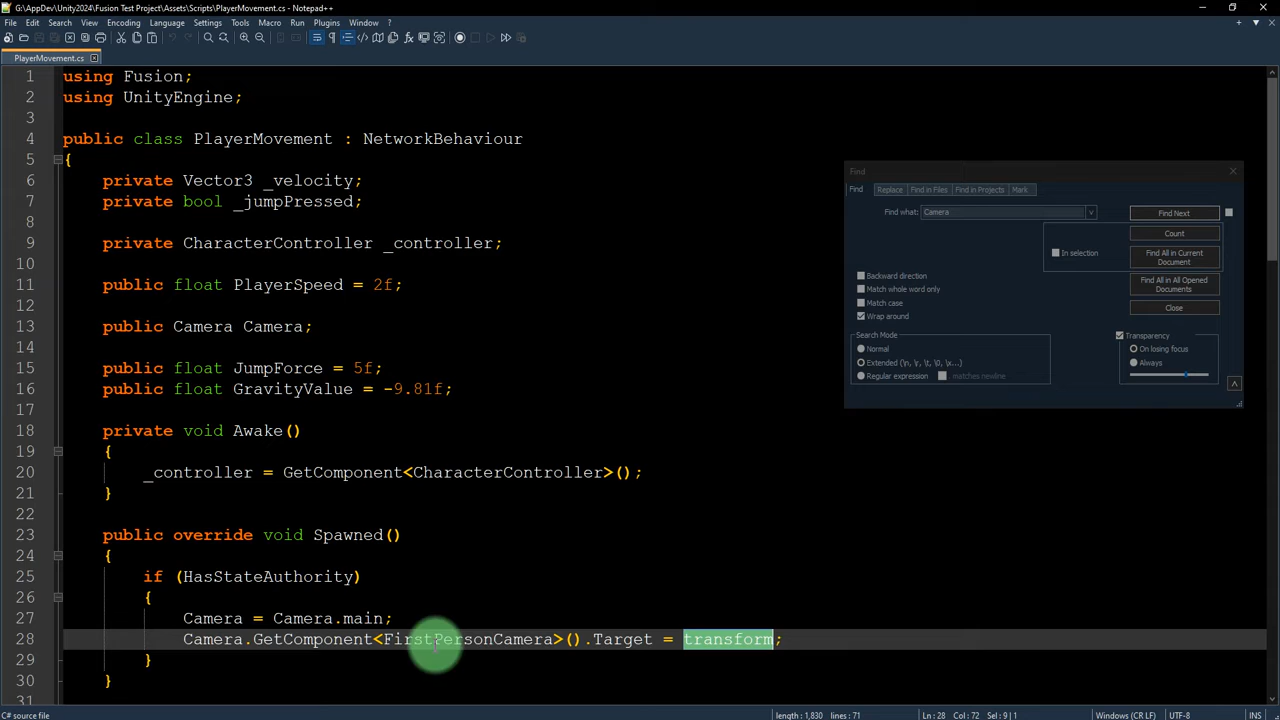 G:\AppDev\Unity2024\Fusion Test Project\Assets\Scripts\PlayerMovement.cs - Notepad++
File Edit Search View Encoding Language Settings Tools Macro Run Plugins Window ?
PlayerMovement.cs
1 using Fusion;
2 using UnityEngine;
3
4 public class PlayerMovement : NetworkBehaviour
5 {
6 private Vector3 _velocity;
7 private bool _jumpPressed;
8
9 private CharacterController _controller;
10
11 public float PlayerSpeed = 2f;
12
13 public Camera Camera;
14
15 public float JumpForce = 5f;
16 public float GravityValue = -9.81f;
17
18 private void Awake()
19 {
20 _controller = GetComponent<CharacterController>();
21 }
22
23 public override void Spawned()
24 {
25 if (HasStateAuthority)
26 {
27 Camera = Camera.main;
28 Camera.GetComponent<FirstPersonCamera>().Target = transform;
29 }
30 }
31
Find
Find Replace Find in Files Find in Projects Mark
Find what: Camera
Find Next
Count
In selection
Find All in Current Document
Find All in All Opened Documents
Close
Backward direction
Match whole word only
Match case
Wrap around
Search Mode
Normal
Extended (\n, \r, \t, \0, \x...)
Regular expression . matches newline
Transparency
On losing focus
Always
C# source file length : 1,830 lines : 71 Ln : 28 Col : 72 Sel : 9 | 1 Windows (CR LF) UTF-8 INS